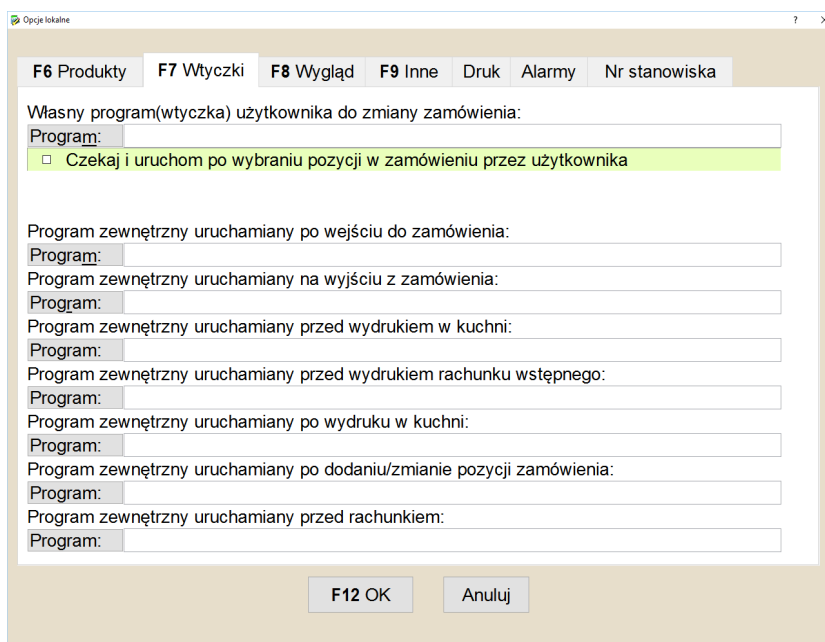 Opcje lokalne
F6 Produkty F7 Wtyczki F8 Wygląd F9 Inne Druk Alarmy Nr stanowiska
Własny program(wtyczka) użytkownika do zmiany zamówienia:
Program:
Czekaj i uruchom po wybraniu pozycji w zamówieniu przez użytkownika
Program zewnętrzny uruchamiany po wejściu do zamówienia:
Program:
Program zewnętrzny uruchamiany na wyjściu z zamówienia:
Program:
Program zewnętrzny uruchamiany przed wydrukiem w kuchni:
Program:
Program zewnętrzny uruchamiany przed wydrukiem rachunku wstępnego:
Program:
Program zewnętrzny uruchamiany po wydruku w kuchni:
Program:
Program zewnętrzny uruchamiany po dodaniu/zmianie pozycji zamówienia:
Program:
Program zewnętrzny uruchamiany przed rachunkiem:
Program:
F12 OK Anuluj